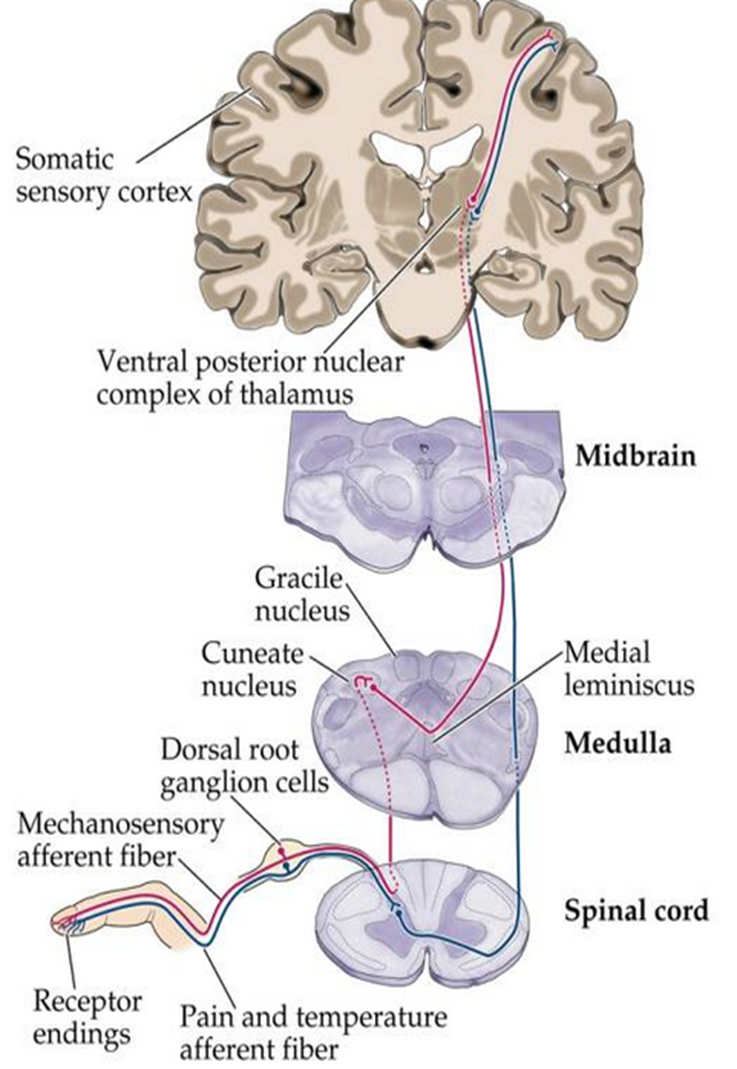 Somatic
sensory cortex
Ventral posterior nuclear
complex of thalamus
Midbrain
Gracile
nucleus
Cuneate
nucleus
Medial
leminiscus
Medulla
Dorsal root
ganglion cells
Mechanosensory
afferent fiber
Spinal cord
Receptor
endings
Pain and temperature
afferent fiber